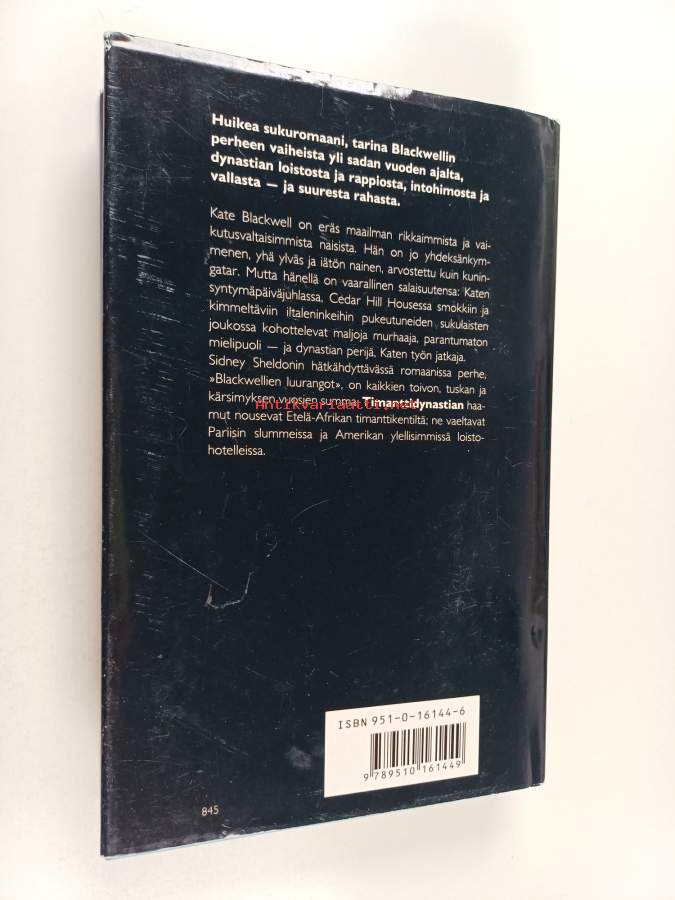 Huikea sukuromaani, tarina Blackwellin
perheen vaiheista yli sadan vuoden ajalta,
dynastian loistosta ja rappiosta, intohimosta ja
vallasta — ja suuresta rahasta.
Kate Blackwell on eräs maailman rikkaimmista ja vai-
kutusvaltaisimmista naisista. Hän on jo yhdeksänkym-
menen, yhä ylväs ja iätön nainen, arvostettu kuin kunin-
gatar. Mutta hänellä on vaarallinen salaisuutensa: Katen
syntymäpäiväjuhlassa, Cedar Hill Housessa smokkiin ja
kimmeltäviin iltaleninkeihin pukeutuneiden sukulaisten
joukossa kohottelevat maljoja murhaaja, parantumaton
mielipuoli — ja dynastian perijä, Katen työn jatkaja.
Sidney Sheldonin hätkähdyttävässä romaanissa perhe,
»Blackwellien luurangot», on kaikkien toivon, tuskan ja
kärsimyksen vuosien summa. Timanttidynastian haa-
Antikvariaatti.net
mut nousevat Etelä-Afrikan timanttikentiltä; ne vaeltavat
Pariisin slummeissa ja Amerikan ylellisimmissä loisto-
hotelleissa.
ISBN 951-0-16144-6
9 789510 161449
845